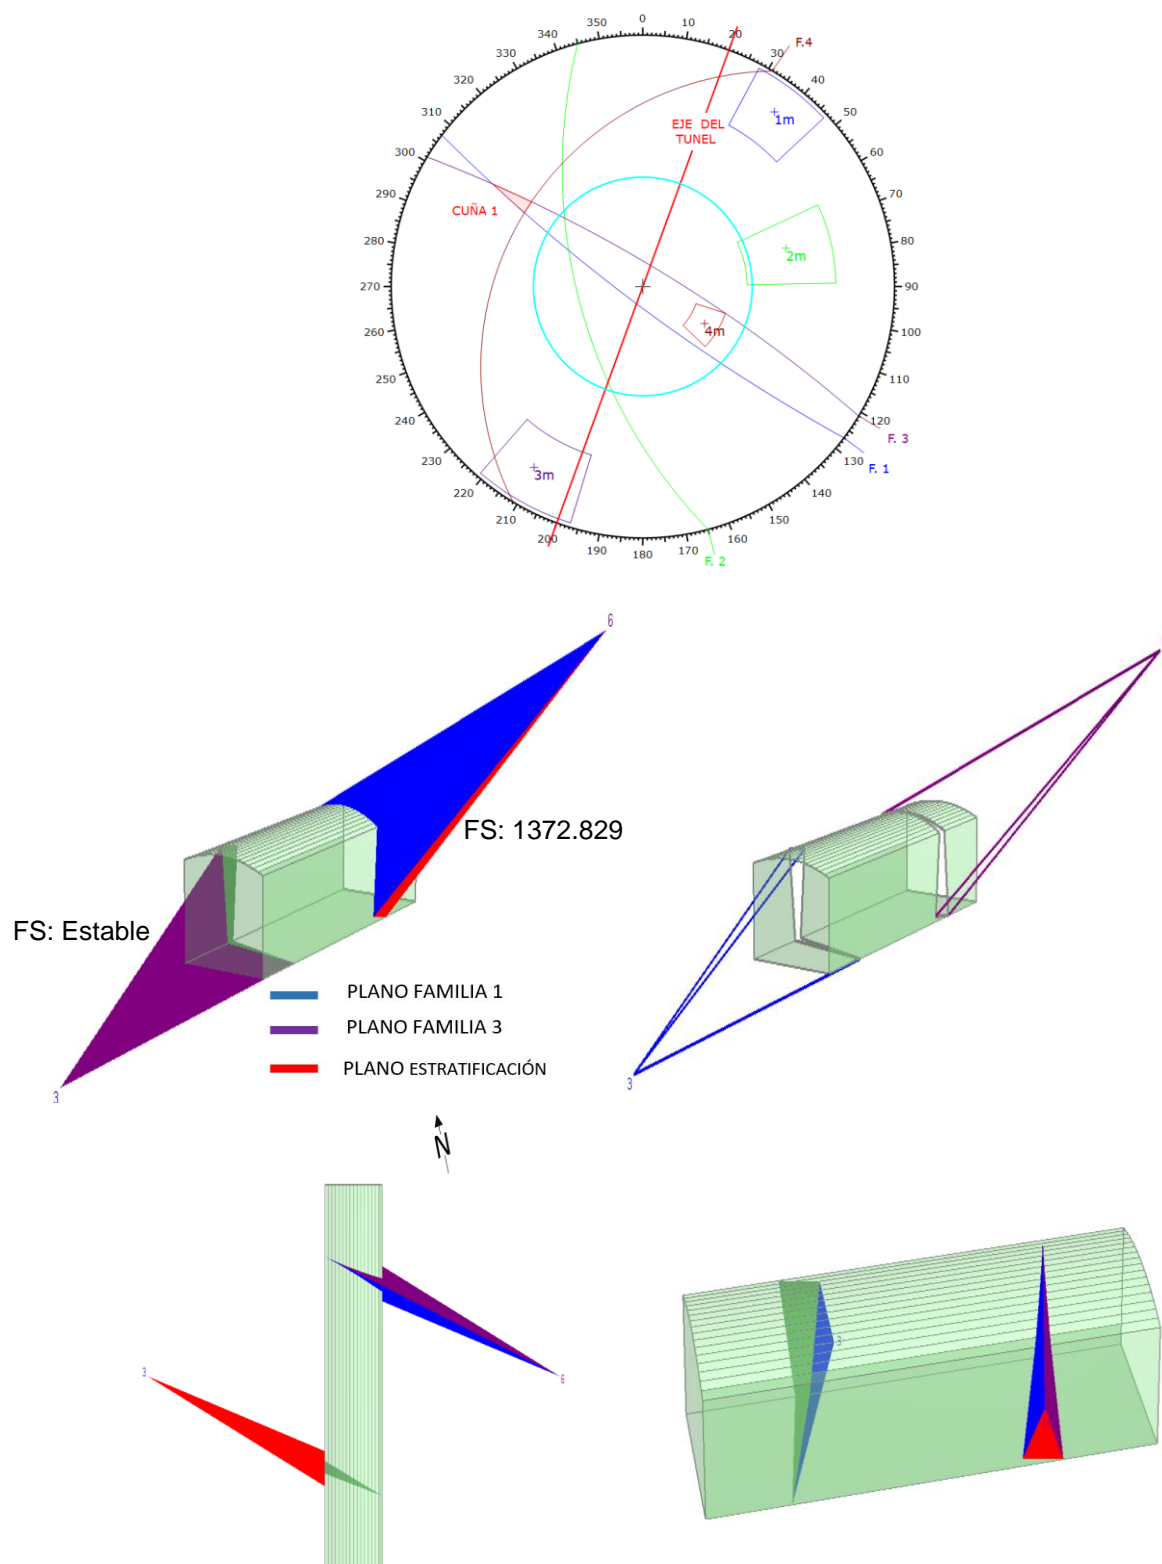 0
10
20
30
40
50
60
70
80
90
100
110
120
130
140
150
160
170
180
190
200
210
220
230
240
250
260
270
280
290
300
310
320
330
340
350
F.4
EJE DEL
TUNEL
1m
CUÑA 1
2m
4m
3m
F. 3
F. 1
F. 2
6
FS: 1372.829
FS: Estable
PLANO FAMILIA 1
PLANO FAMILIA 3
PLANO ESTRATIFICACIÓN
3
3
N
3
6
3